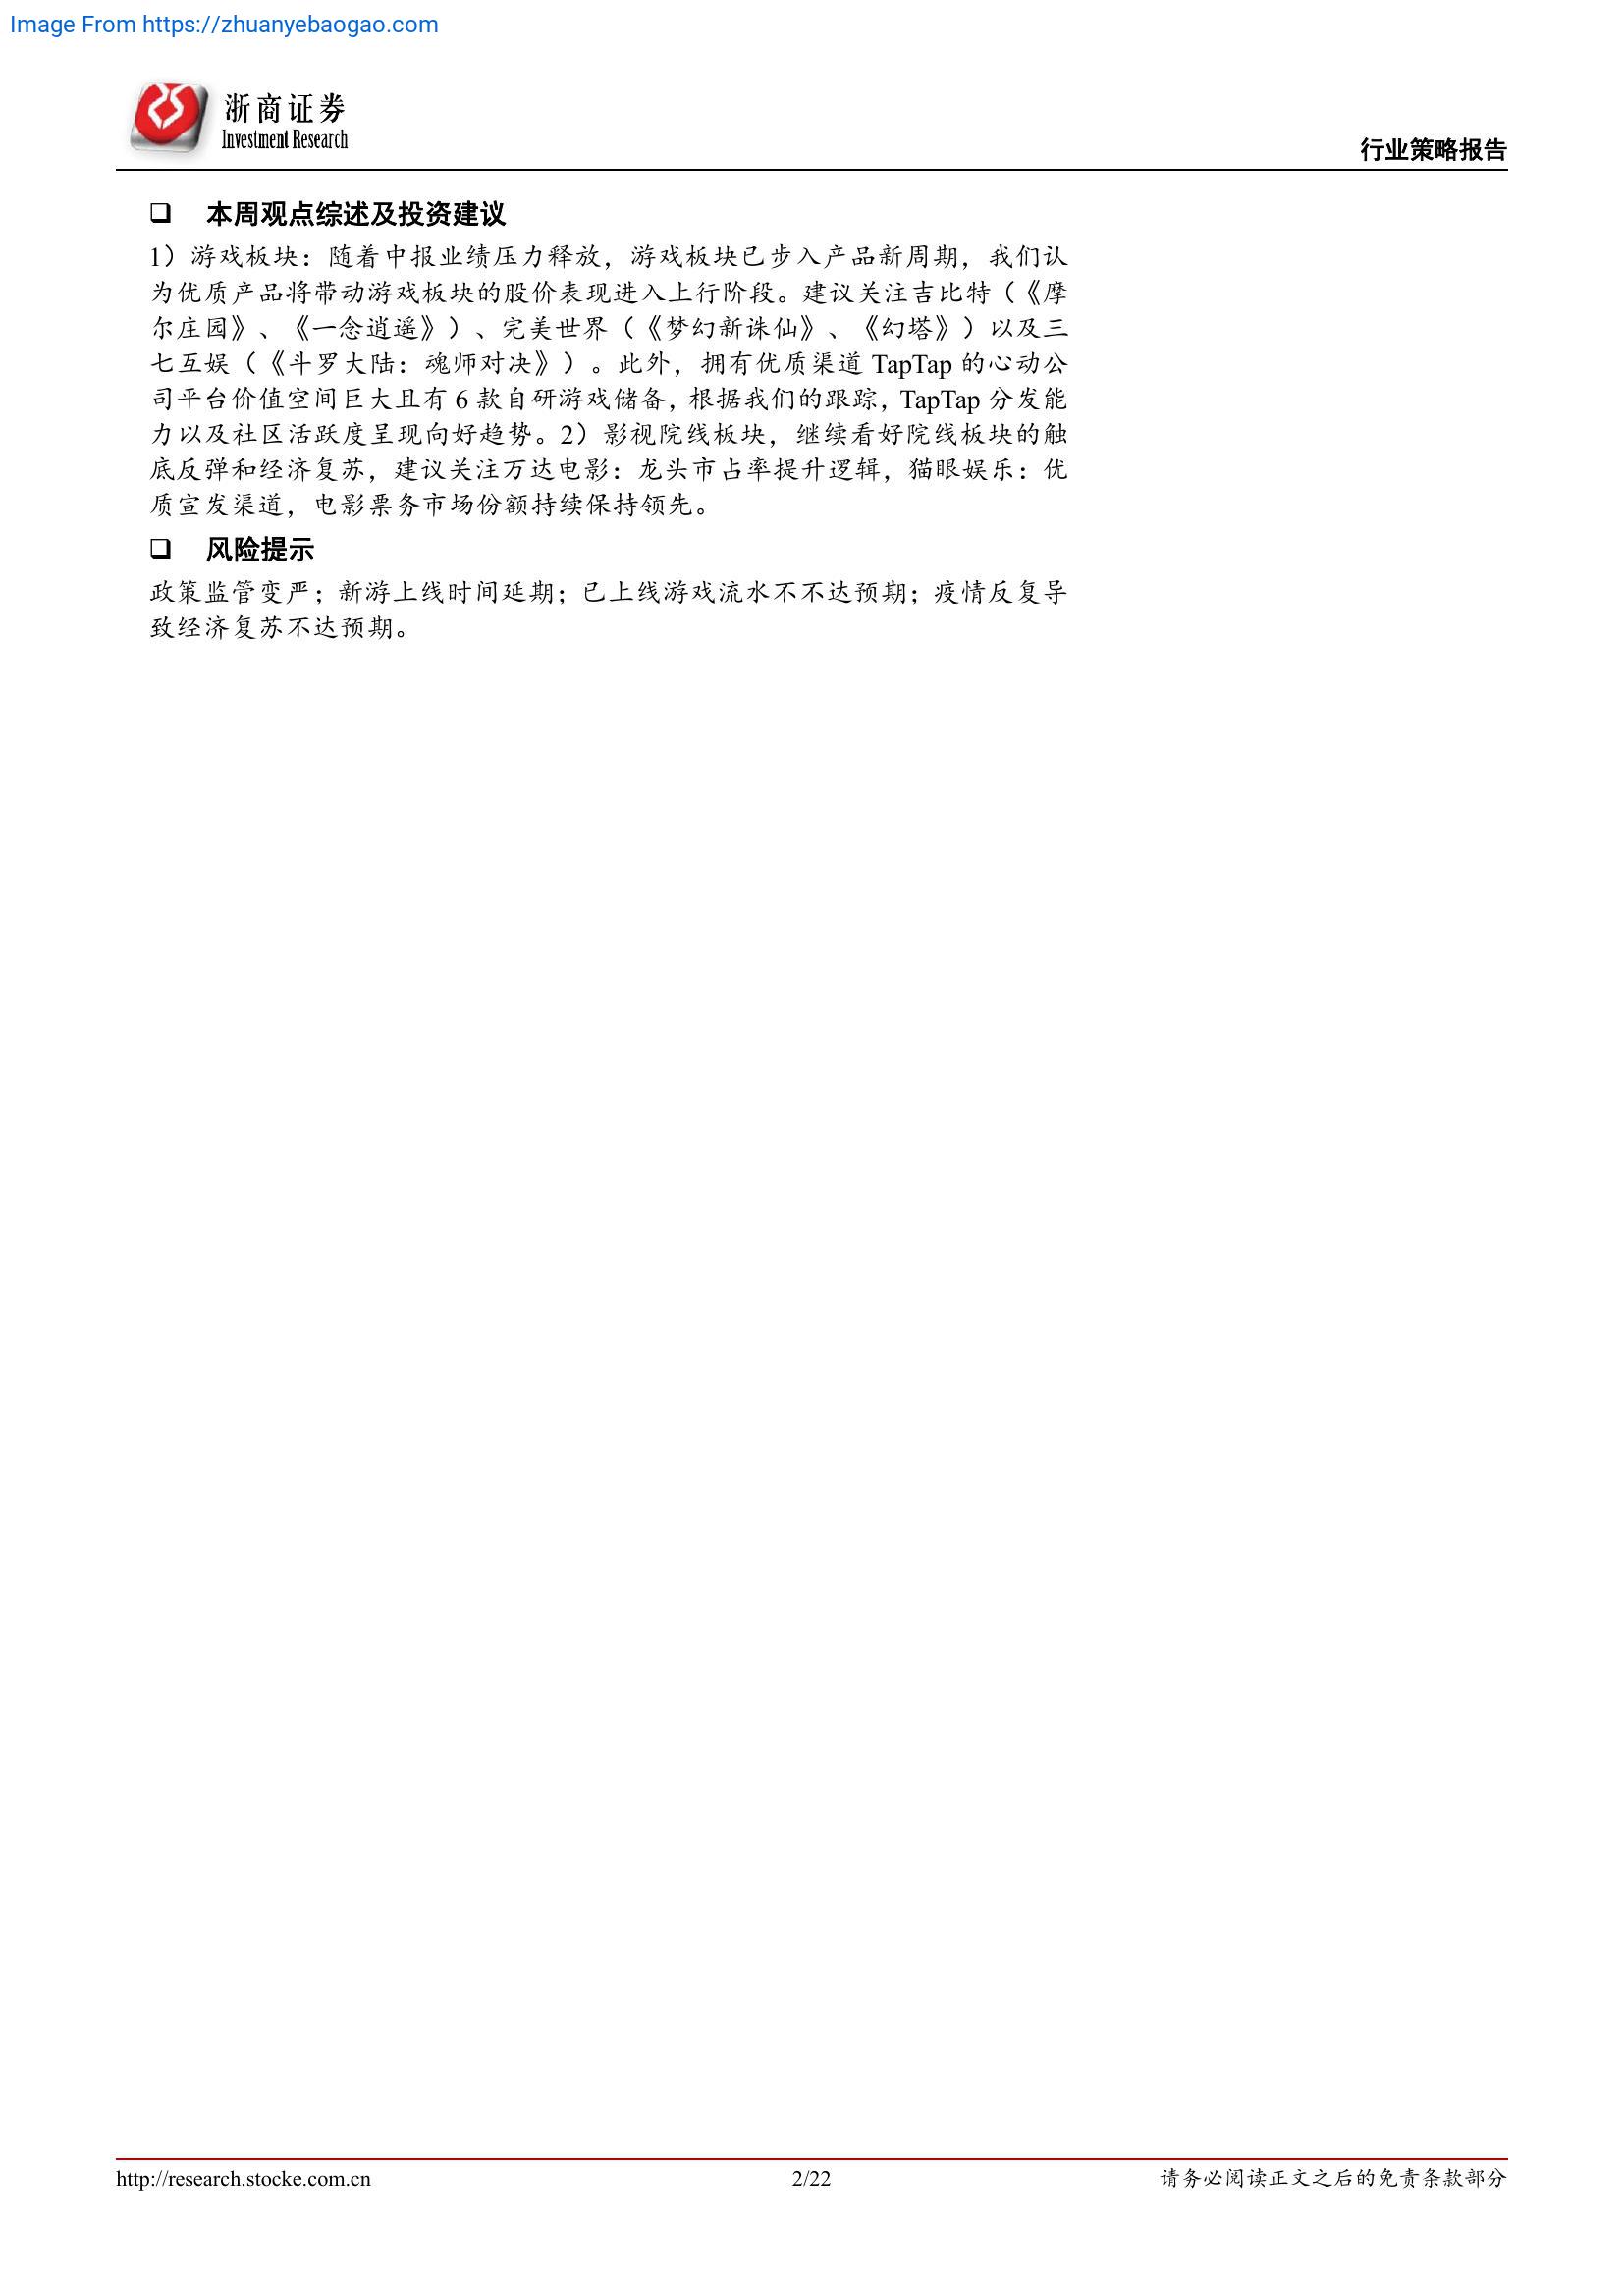 Image From https://zhuanyebaogao.com
浙商证券
Investment Research
行业策略报告
❑ 本周观点综述及投资建议
1）游戏板块：随着中报业绩压力释放，游戏板块已步入产品新周期，我们认
为优质产品将带动游戏板块的股价表现进入上行阶段。建议关注吉比特（《摩
尔庄园》、《一念逍遥》）、完美世界（《梦幻新诛仙》、《幻塔》）以及三
七互娱（《斗罗大陆：魂师对决》）。此外，拥有优质渠道 TapTap 的心动公
司平台价值空间巨大且有 6 款自研游戏储备，根据我们的跟踪，TapTap 分发能
力以及社区活跃度呈现向好趋势。2）影视院线板块，继续看好院线板块的触
底反弹和经济复苏，建议关注万达电影：龙头市占率提升逻辑，猫眼娱乐：优
质宣发渠道，电影票务市场份额持续保持领先。
❑ 风险提示
政策监管变严；新游上线时间延期；已上线游戏流水不不达预期；疫情反复导
致经济复苏不达预期。
http://research.stocke.com.cn
2/22
请务必阅读正文之后的免责条款部分